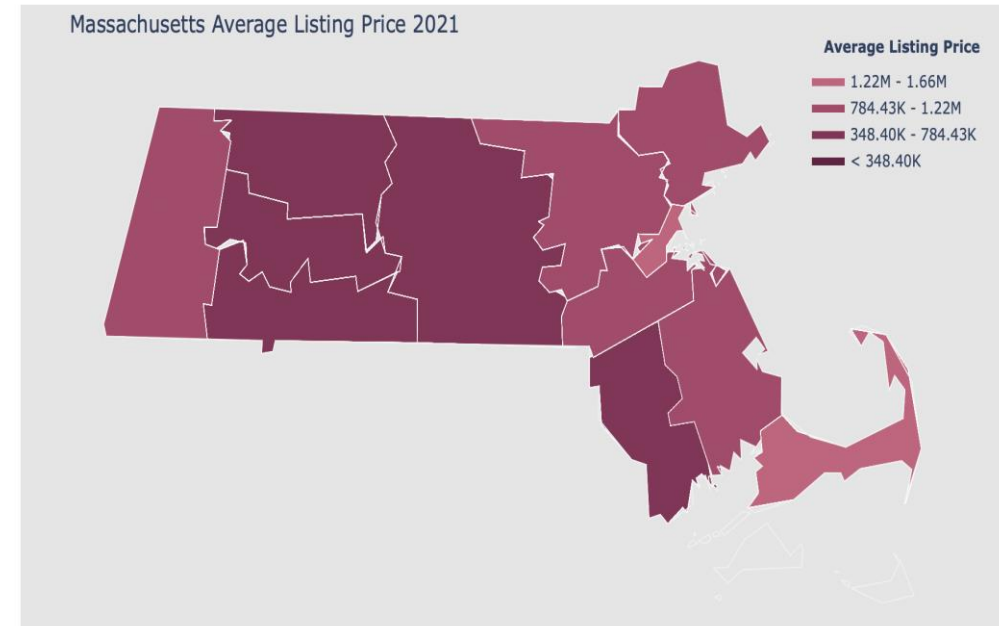 Massachusetts Average Listing Price 2021
Average Listing Price
1.22M - 1.66M
784.43K - 1.22M
348.40K - 784.43K
< 348.40K